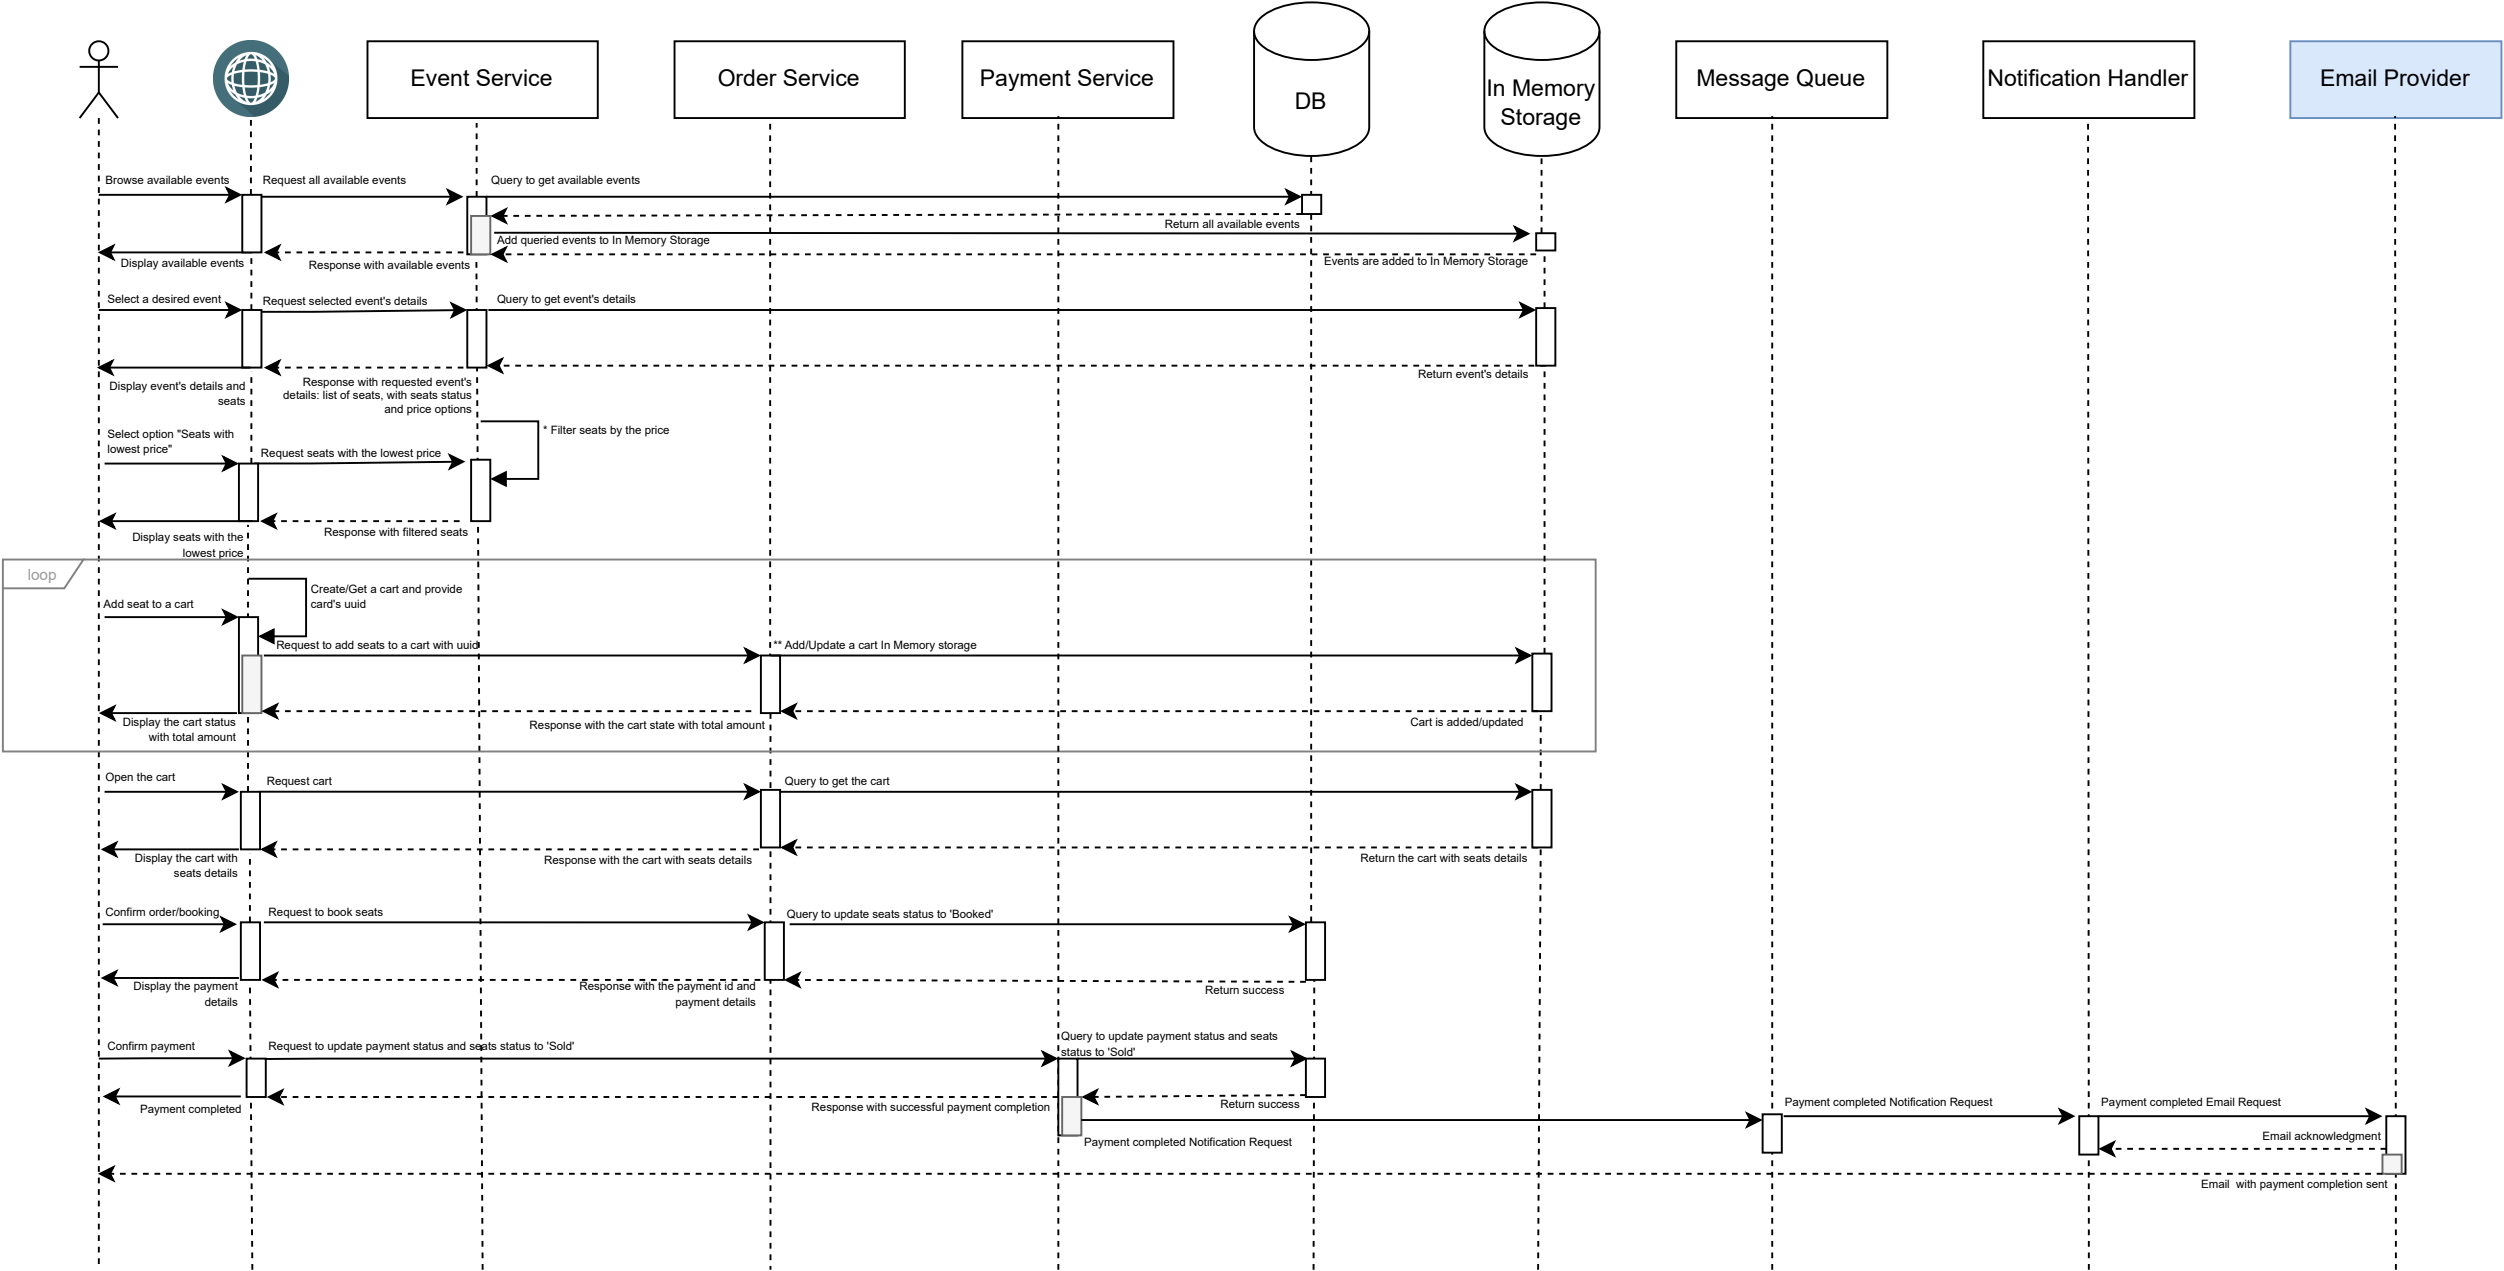 Event Service
Order Service
Payment Service
DB
In Memory
Storage
Message Queue
Notification Handler
Email Provider
Browse available events
Request all available events
Query to get available events
Return all available events
Add queried events to In Memory Storage
Display available events
Response with available events
Events are added to In Memory Storage
Select a desired event
Request selected event's details
Query to get event's details
Display event's details and
seats
Response with requested event's
details: list of seats, with seats status
and price options
Return event's details
* Filter seats by the price
Select option "Seats with
lowest price"
Request seats with the lowest price
Display seats with the
lowest price
Response with filtered seats
loop
Create/Get a cart and provide
card's uuid
Add seat to a cart
Request to add seats to a cart with uuid
** Add/Update a cart In Memory storage
Display the cart status
with total amount
Response with the cart state with total amount
Cart is added/updated
Open the cart
Request cart
Query to get the cart
Display the cart with
seats details
Response with the cart with seats details
Return the cart with seats details
Confirm order/booking
Request to book seats
Query to update seats status to 'Booked'
Display the payment
details
Response with the payment id and
payment details
Return success
Confirm payment
Request to update payment status and seats status to 'Sold'
Query to update payment status and seats
status to 'Sold'
Payment completed
Response with successful payment completion
Return success
Payment completed Notification Request
Payment completed Notification Request
Payment completed Email Request
Email acknowledgment
Email  with payment completion sent